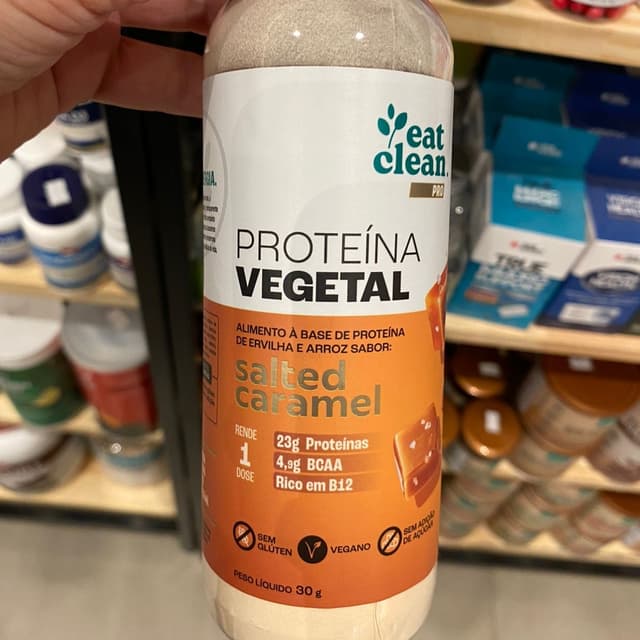 eat
clean.
PRO
PROTEÍNA
VEGETAL
ALIMENTO À BASE DE PROTEÍNA
DE ERVILHA E ARROZ SABOR:
salted
caramel
RENDE
1
DOSE
23g Proteínas
4,9g BCAA
Rico em B12
SEM
GLÚTEN
VEGANO
SEM ADIÇÃO
DE AÇÚCAR
PESO LÍQUIDO 30 g
TRUE